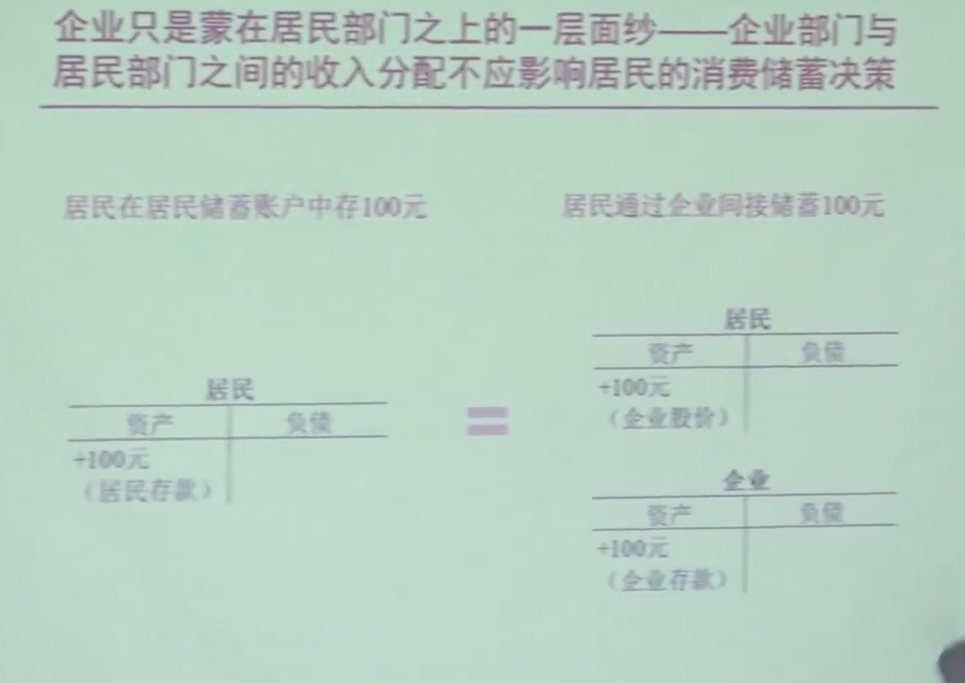 企业只是蒙在居民部门之上的一层面纱——企业部门与
居民部门之间的收入分配不应影响居民的消费储蓄决策
居民在居民储蓄账户中存100元
居民通过企业间接储蓄100元
居民
资产 负债
+100元
（居民存款）
=
居民
资产 负债
+100元
（企业股价）
企业
资产 负债
+100元
（企业存款）